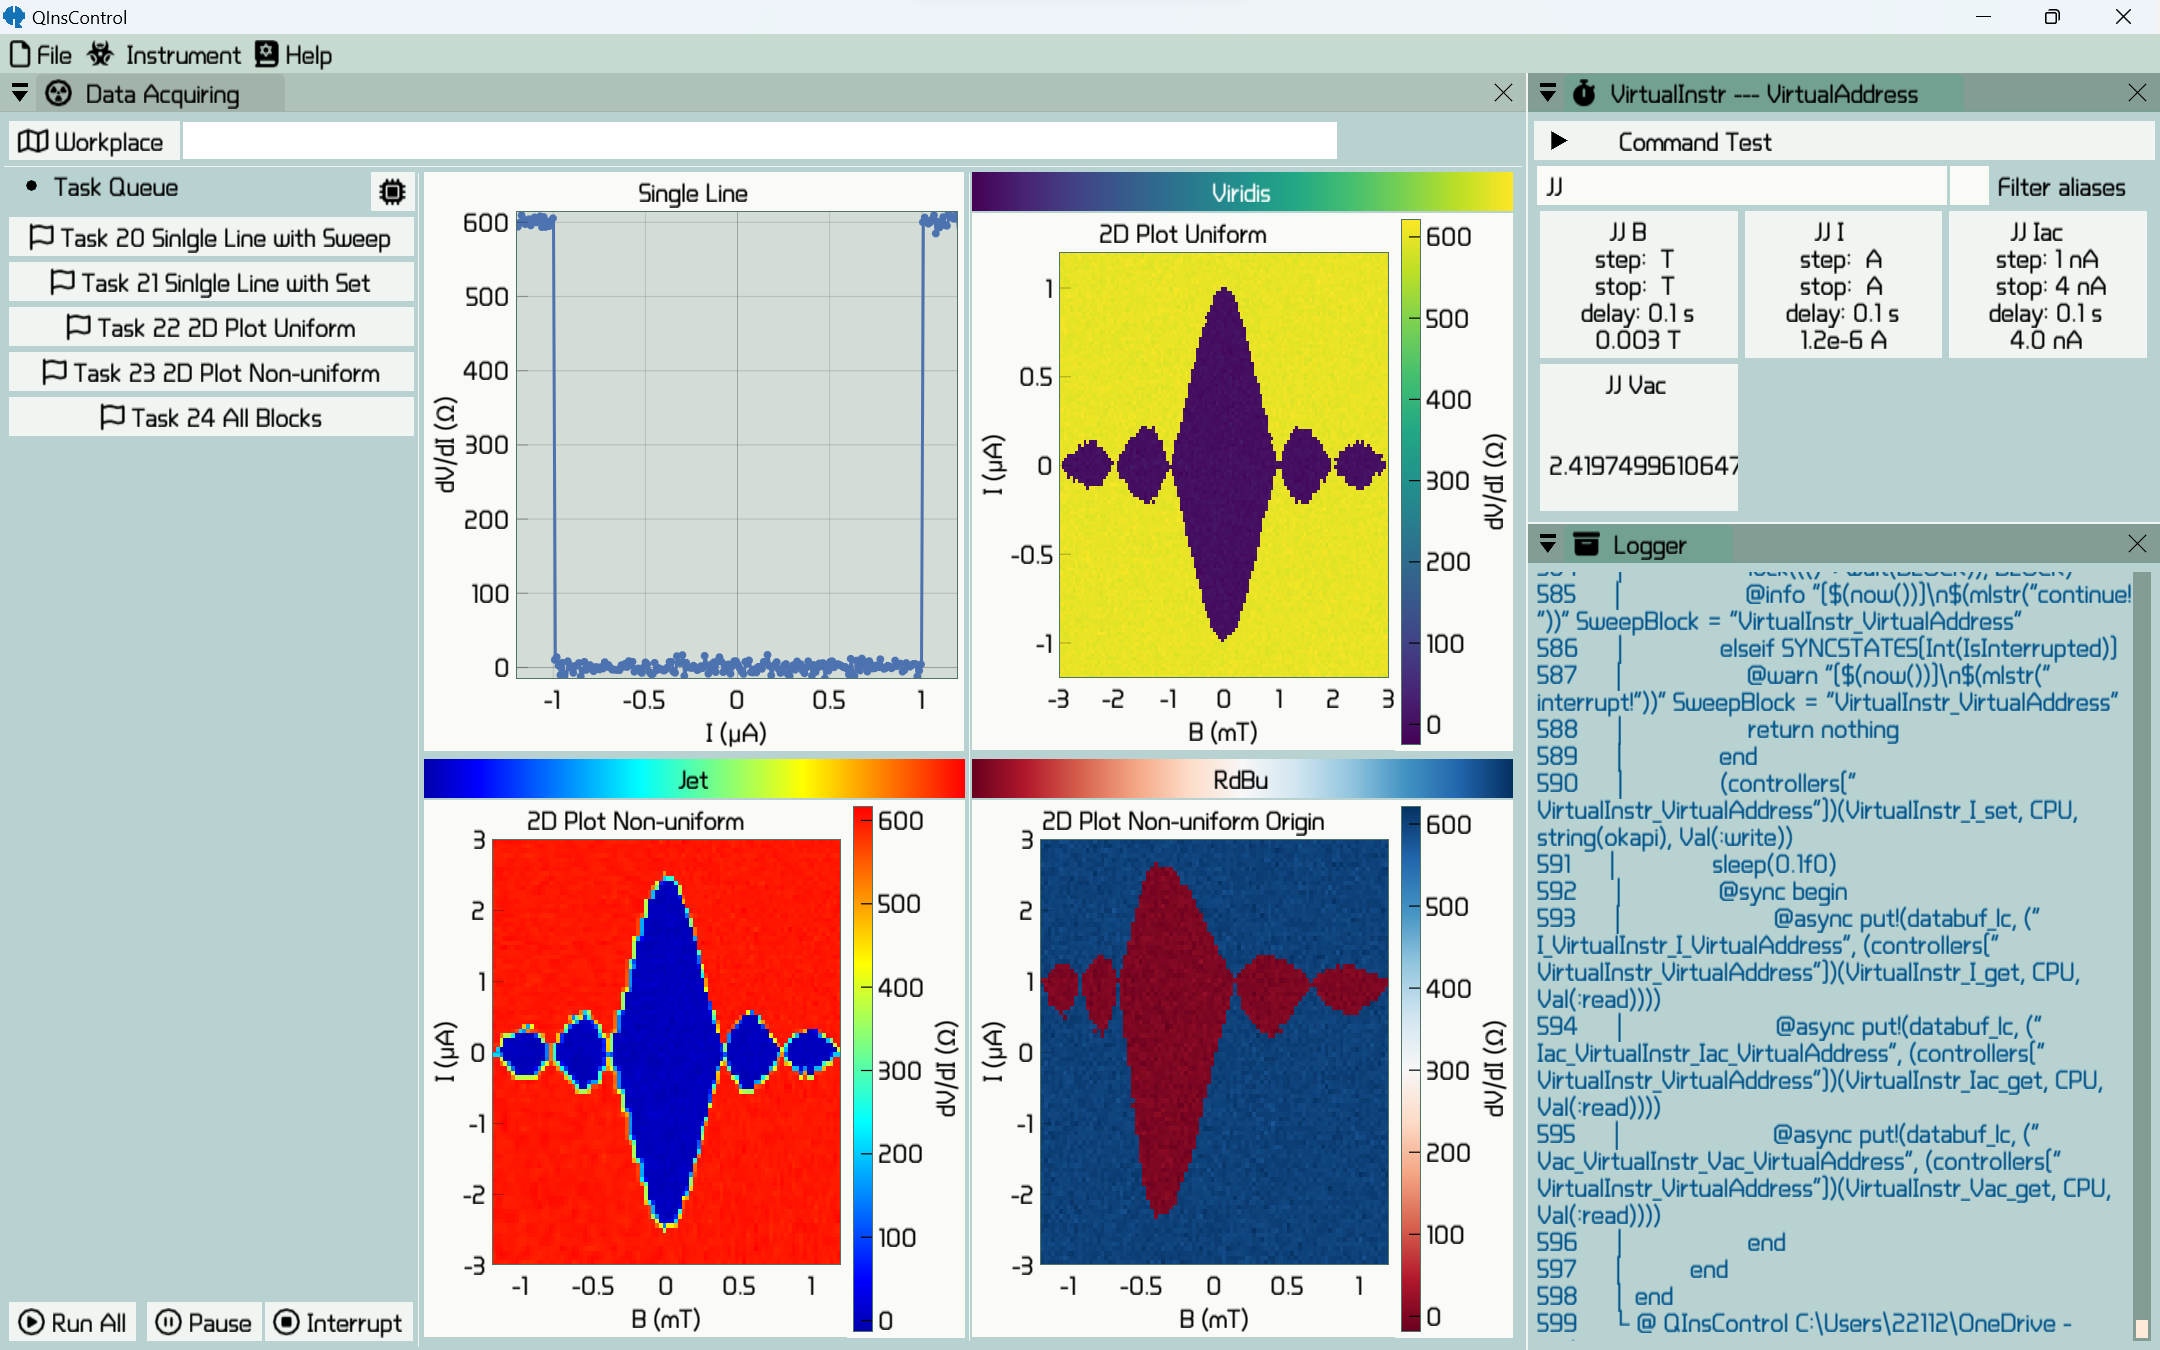 QInsControl
File Instrument Help
Data Acquiring
Workplace
Task Queue
Task 20 SinIgle Line with Sweep
Task 21 SinIgle Line with Set
Task 22 2D Plot Uniform
Task 23 2D Plot Non-uniform
Task 24 All Blocks
Run All Pause Interrupt
Single Line
600
500
400
300
200
100
0
dV/dI (Ω)
-1 -0.5 0 0.5 1
I (μA)
Viridis
2D Plot Uniform
1
0.5
0
-0.5
-1
I (μA)
-3 -2 -1 0 1 2 3
B (mT)
600
500
400
300
200
100
0
dV/dI (Ω)
Jet
2D Plot Non-uniform
3
2
1
0
-1
-2
-3
I (μA)
-1 -0.5 0 0.5 1
B (mT)
600
500
400
300
200
100
0
dV/dI (Ω)
RdBu
2D Plot Non-uniform Origin
3
2
1
0
-1
-2
-3
I (μA)
-1 -0.5 0 0.5 1
B (mT)
600
500
400
300
200
100
0
dV/dI (Ω)
VirtualInstr --- VirtualAddress
Command Test
JJ
Filter aliases
JJ B
step: T
stop: T
delay: 0.1 s
0.003 T
JJ I
step: A
stop: A
delay: 0.1 s
1.2e-6 A
JJ Iac
step: 1 nA
stop: 4 nA
delay: 0.1 s
4.0 nA
JJ Vac
2.4197499610647
Logger
585 | @info "[$(now())]\n$(mlstr("continue!
"))" SweepBlock = "VirtualInstr_VirtualAddress"
586 | elseif SYNCSTATES[Int(IsInterrupted)]
587 | @warn "[$(now())]\n$(mlstr("
interrupt!"))" SweepBlock = "VirtualInstr_VirtualAddress"
588 | return nothing
589 | end
590 | (controllers["
VirtualInstr_VirtualAddress"])(VirtualInstr_I_set, CPU,
string(okapi), Val(:write))
591 | sleep(0.1f0)
592 | @sync begin
593 | @async put!(databuf_lc, ("
I_VirtualInstr_I_VirtualAddress", (controllers["
VirtualInstr_VirtualAddress"])(VirtualInstr_I_get, CPU,
Val(:read))))
594 | @async put!(databuf_lc, ("
Iac_VirtualInstr_Iac_VirtualAddress", (controllers["
VirtualInstr_VirtualAddress"])(VirtualInstr_Iac_get, CPU,
Val(:read))))
595 | @async put!(databuf_lc, ("
Vac_VirtualInstr_Vac_VirtualAddress", (controllers["
VirtualInstr_VirtualAddress"])(VirtualInstr_Vac_get, CPU,
Val(:read))))
596 | end
597 | end
598 | end
599 └ @ QInsControl C:\Users\22112\OneDrive -